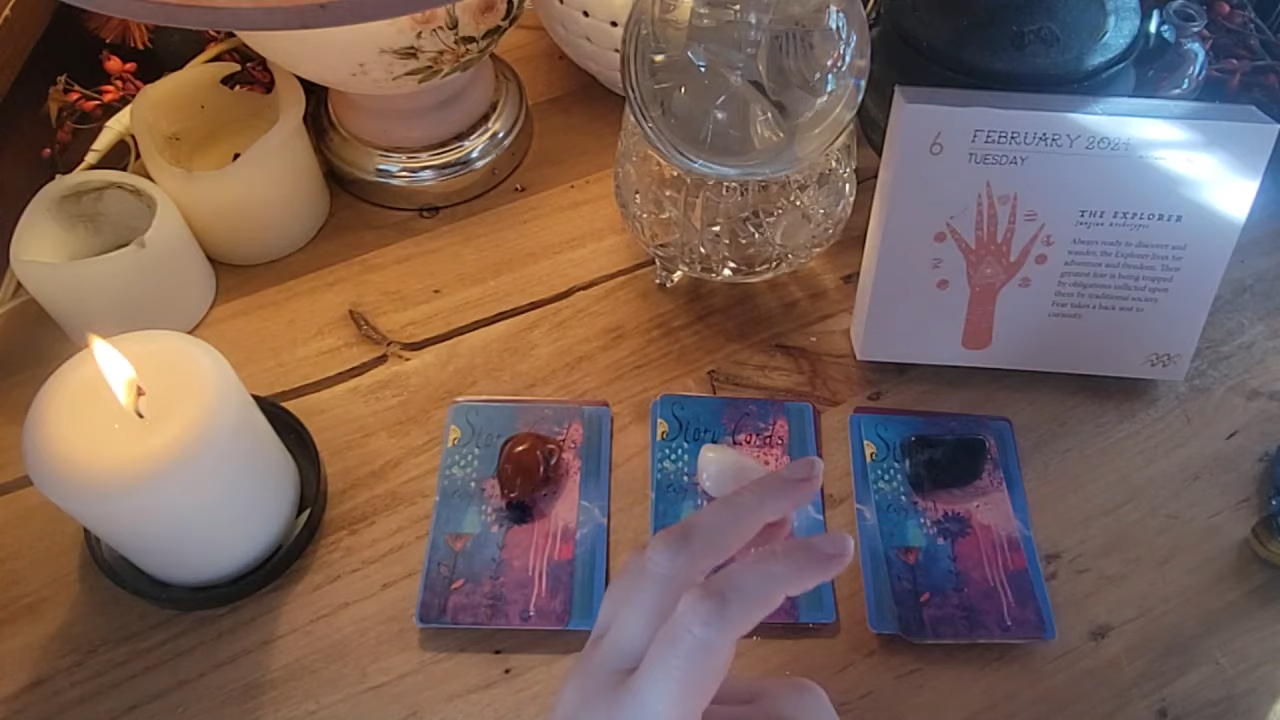 6
FEBRUARY 2024
TUESDAY
THE EXPLORER
Jungian Archetypes
Always ready to discover and
wander, the Explorer lives for
adventure and freedom. Their
greatest fear is being trapped
by obligations inflicted upon
them by traditional society.
Fear takes a back seat to
curiosity.
Story Cards
Story Cards